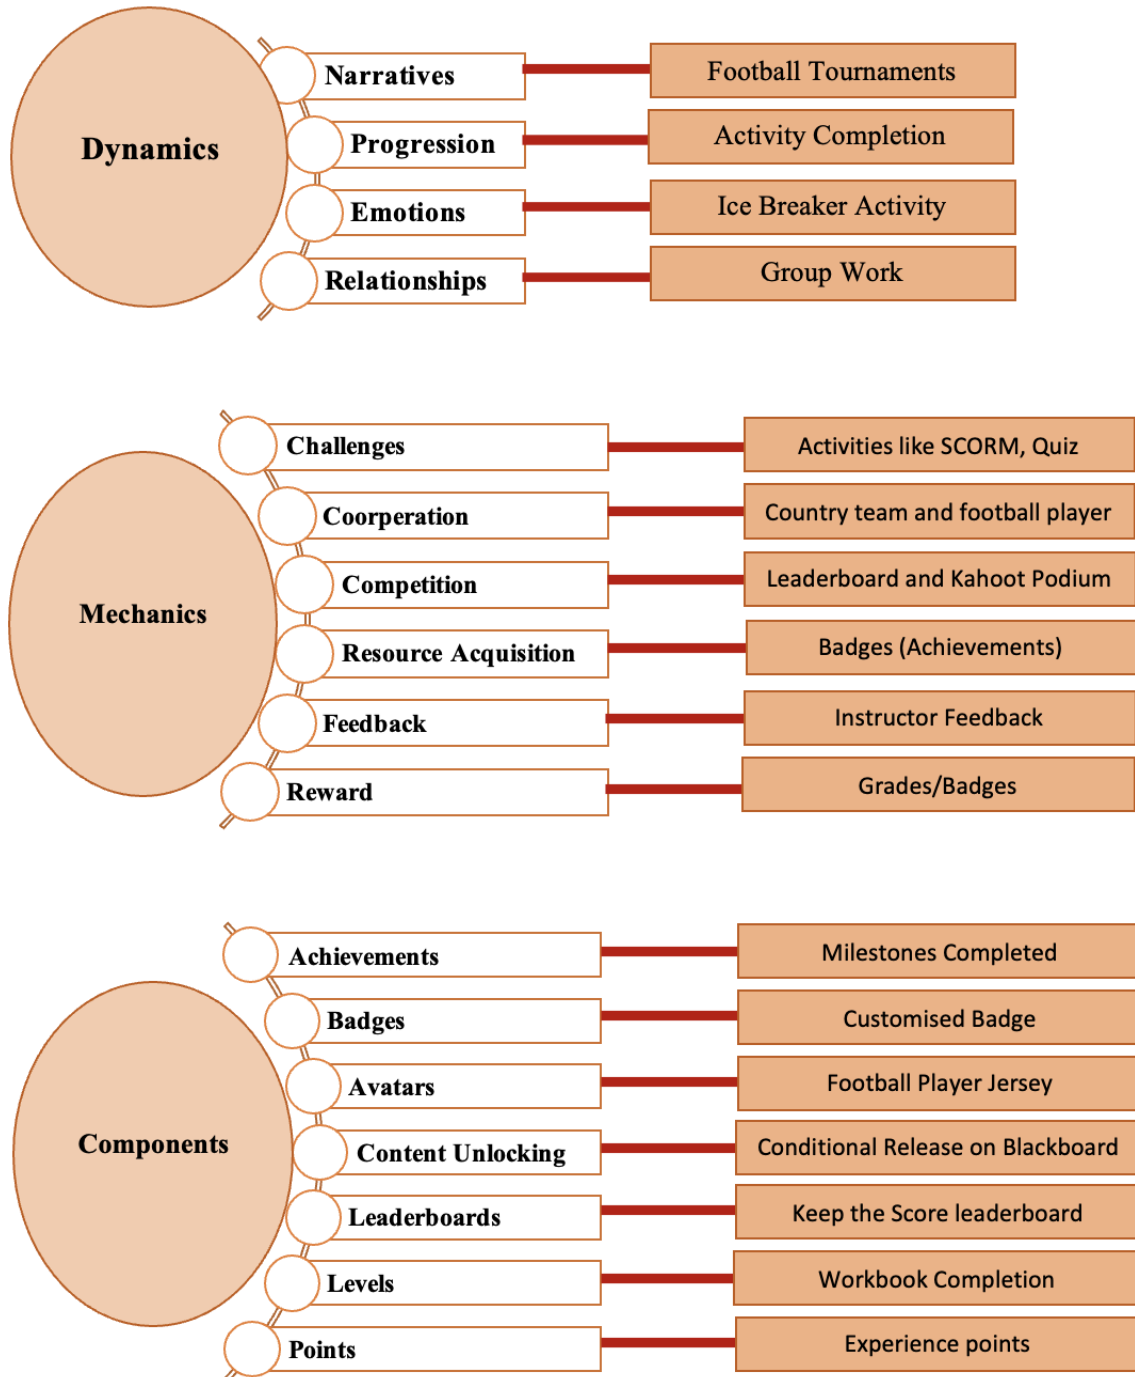 Dynamics
Narratives
Football Tournaments
Progression
Activity Completion
Emotions
Ice Breaker Activity
Relationships
Group Work
Mechanics
Challenges
Activities like SCORM, Quiz
Coorperation
Country team and football player
Competition
Leaderboard and Kahoot Podium
Resource Acquisition
Badges (Achievements)
Feedback
Instructor Feedback
Reward
Grades/Badges
Components
Achievements
Milestones Completed
Badges
Customised Badge
Avatars
Football Player Jersey
Content Unlocking
Conditional Release on Blackboard
Leaderboards
Keep the Score leaderboard
Levels
Workbook Completion
Points
Experience points